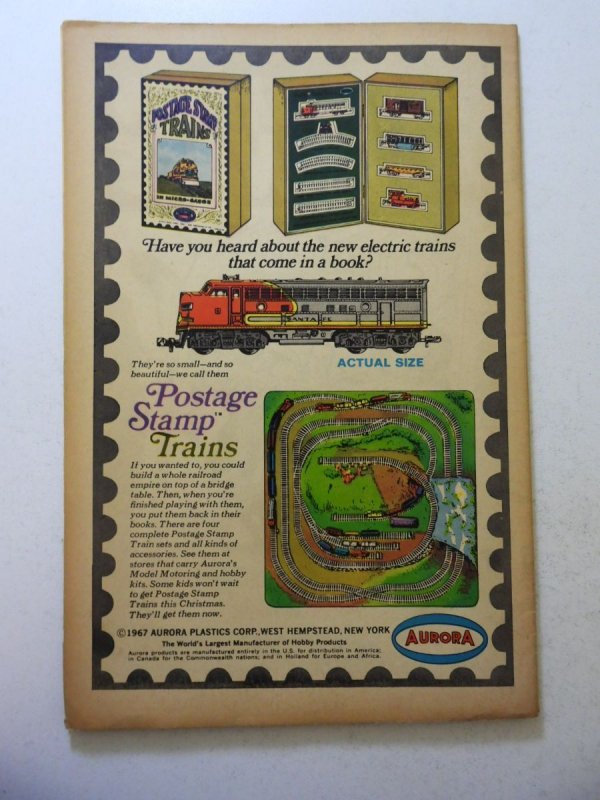 POSTAGE STAMP
TRAINS
IN MICRO-GAUGE
Have you heard about the new electric trains
that come in a book?
SANTA FE
ACTUAL SIZE
They're so small—and so
beautiful—we call them
Postage
Stamp™
Trains
If you wanted to, you could
build a whole railroad
empire on top of a bridge
table. Then, when you're
finished playing with them,
you put them back in their
books. There are four
complete Postage Stamp
Train sets and all kinds of
accessories. See them at
stores that carry Aurora's
Model Motoring and hobby
kits. Some kids won't wait
to get Postage Stamp
Trains this Christmas.
They'll get them now.
©1967 AURORA PLASTICS CORP., WEST HEMPSTEAD, NEW YORK
The World's Largest Manufacturer of Hobby Products
Aurora products are manufactured entirely in the U.S. for distribution in America;
in Canada for the Commonwealth nations; and in Holland for Europe and Africa.
AURORA